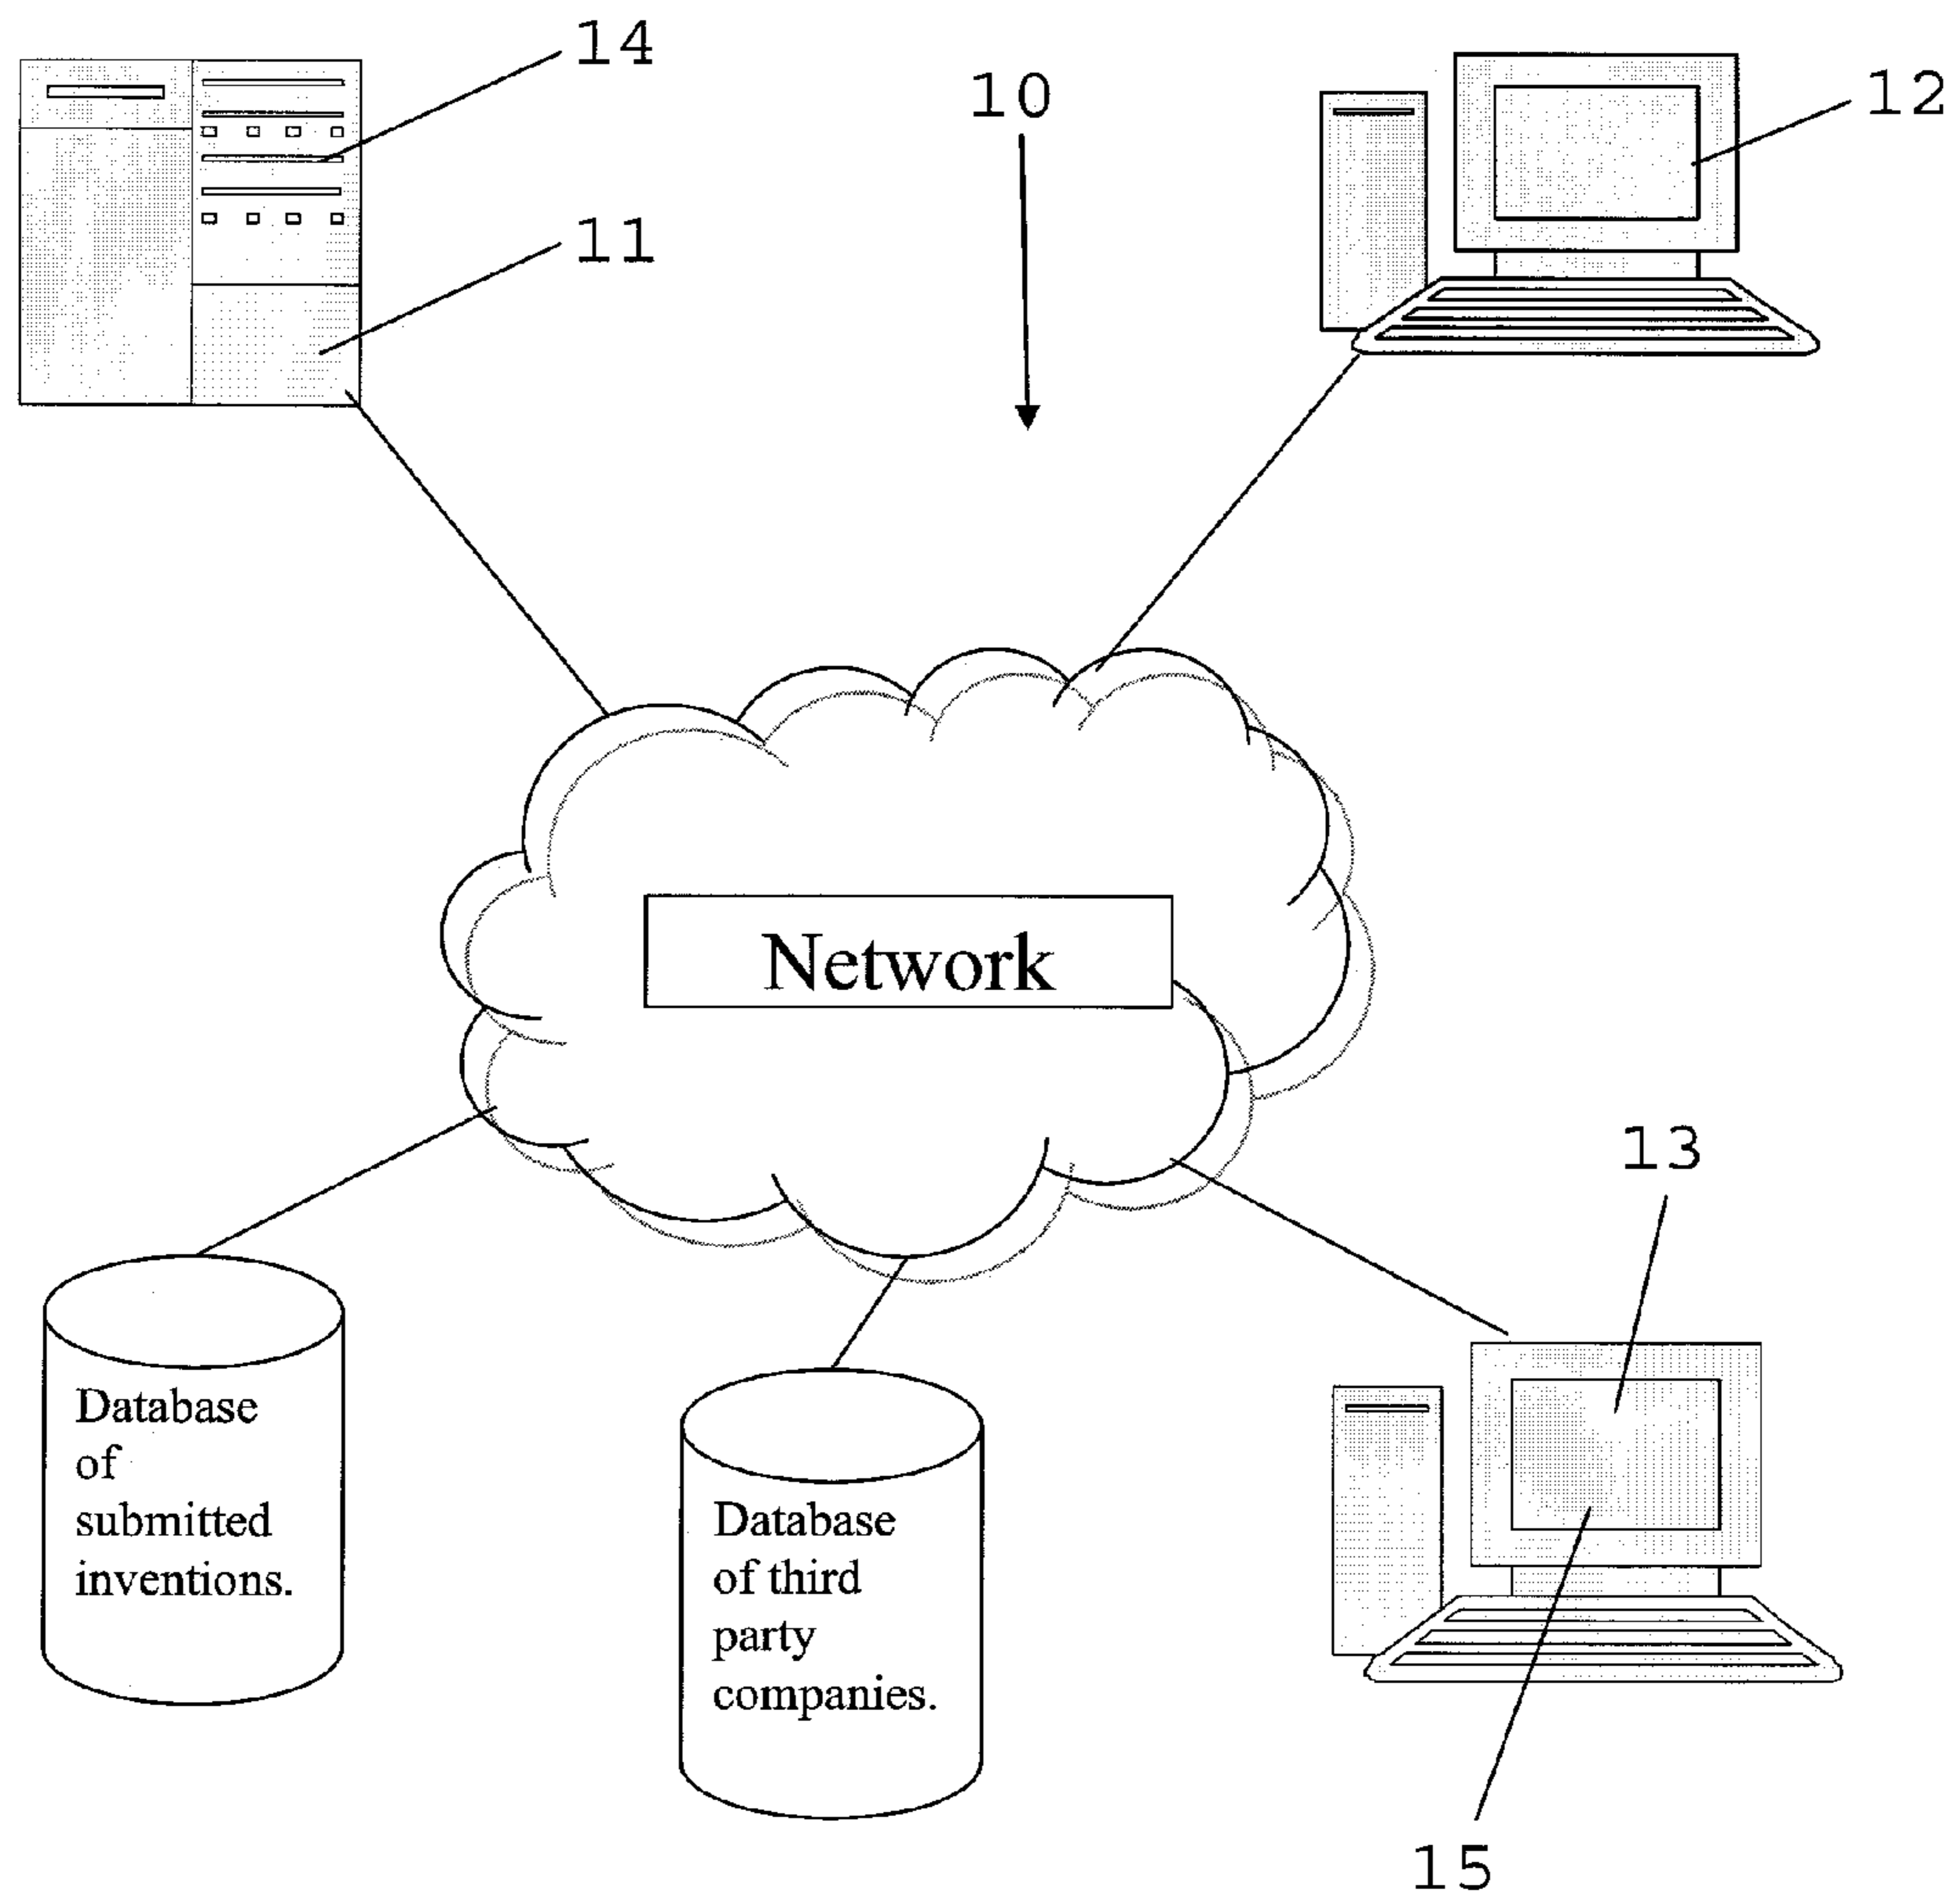 14
10
12
11
Network
13
Database
of
submitted
inventions.
Database
of third
party
companies.
15